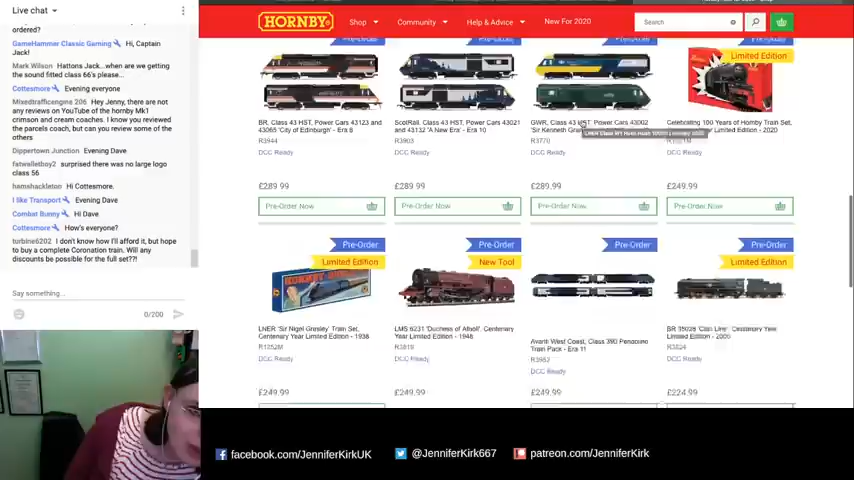 Live chat
ordered?
GameHammer Classic Gaming Hi, Captain
Jack!
Mark Wilson Hattons Jack...when are we getting
the sound fitted class 66's please...
Cottesmore Evening everyone
Mixedtrafficengine 206 Hey Jenny, there are not
any reviews on YouTube of the hornby Mk1
crimson and cream coaches. I know you reviewed
the parcels coach, but can you review some of the
others
Dippertown Junction Evening Dave
fatwalletboy2 surprised there was no large logo
class 56
hamshackleton Hi Cottesmore.
I like Transport Evening Dave
Combat Bunny Hi Dave
Cottesmore How's everyone?
turbine6202 I don't know how I'll afford it, but hope
to buy a complete Coronation train. Will any
discounts be possible for the full set??!
Say something...
0/200
HORNBY
Shop
Community
Help & Advice
New For 2020
Search
Limited Edition
BR, Class 43 HST, Power Cars 43123 and
43065 'City of Edinburgh' - Era 8
R3944
DCC Ready
£289.99
Pre-Order Now
ScotRail, Class 43 HST, Power Cars 43021
and 43132 'A New Era' - Era 10
R3903
DCC Ready
£289.99
Pre-Order Now
GWR, Class 43 HST, Power Cars 43002
'Sir Kenneth
R3770
DCC Ready
£289.99
Pre-Order Now
Celebrating 100 Years of Hornby Train Set,
Limited Edition - 2020
£249.99
Pre-Order Now
Pre-Order
Limited Edition
LNER 'Sir Nigel Gresley' Train Set,
Centenary Year Limited Edition - 1938
DCC Ready
£249.99
Pre-Order
New Tool
LMS 6231 'Duchess of Atholl', Centenary
Year Limited Edition - 1948
R3819
DCC Ready
£249.99
Pre-Order
Avanti West Coast, Class 390 Pendolino
Train Pack - Era 11
DCC Ready
£249.99
Pre-Order
Limited Edition
BR 35028 'Clan Line' Centenary Year
Limited Edition - 2000
R3824
DCC Ready
£224.99
facebook.com/JenniferKirkUK
@JenniferKirk667
patreon.com/JenniferKirk